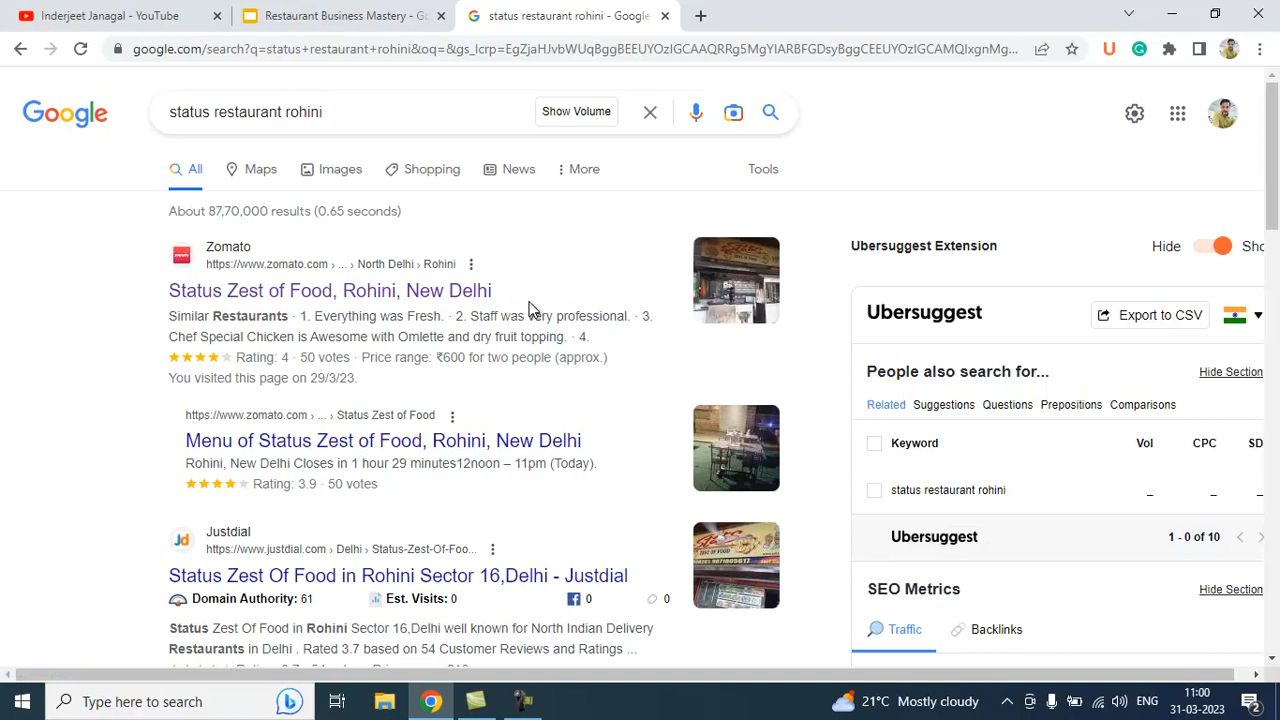 Inderjeet Janagal - YouTube
Restaurant Business Mastery - G
status restaurant rohini - Google
google.com/search?q=status+restaurant+rohini&oq=&gs_lcrp=EgZjaHJvbWUqBggBEEUYOzIGCAAQRRg5MgYIARBFGDsyBggCEEUYOzIGCAMQIxgnMg...
Google
status restaurant rohini
Show Volume
All
Maps
Images
Shopping
News
More
Tools
About 87,70,000 results (0.65 seconds)
Zomato
https://www.zomato.com › ... › North Delhi › Rohini
Status Zest of Food, Rohini, New Delhi
Similar Restaurants · 1. Everything was Fresh. · 2. Staff was very professional. · 3.
Chef Special Chicken is Awesome with Omlette and dry fruit topping. · 4.
Rating: 4 · 50 votes · Price range: ₹600 for two people (approx.)
You visited this page on 29/3/23.
https://www.zomato.com › ... › Status Zest of Food
Menu of Status Zest of Food, Rohini, New Delhi
Rohini, New Delhi Closes in 1 hour 29 minutes12noon – 11pm (Today).
Rating: 3.9 · 50 votes
Jd
Justdial
https://www.justdial.com › Delhi › Status-Zest-Of-Foo...
Status Zest Of Food in Rohini Sector 16,Delhi - Justdial
Domain Authority: 61
Est. Visits: 0
0
0
Status Zest Of Food in Rohini Sector 16,Delhi well known for North Indian Delivery
Restaurants in Delhi . Rated 3.7 based on 54 Customer Reviews and Ratings ...
Ubersuggest Extension
Hide
Sho
Ubersuggest
Export to CSV
People also search for...
Hide Section
Related
Suggestions
Questions
Prepositions
Comparisons
Keyword
Vol
CPC
SD
status restaurant rohini
–
–
–
Ubersuggest
1 - 0 of 10
SEO Metrics
Hide Section
Traffic
Backlinks
Type here to search
21°C Mostly cloudy
ENG
11:00
31-03-2023
2